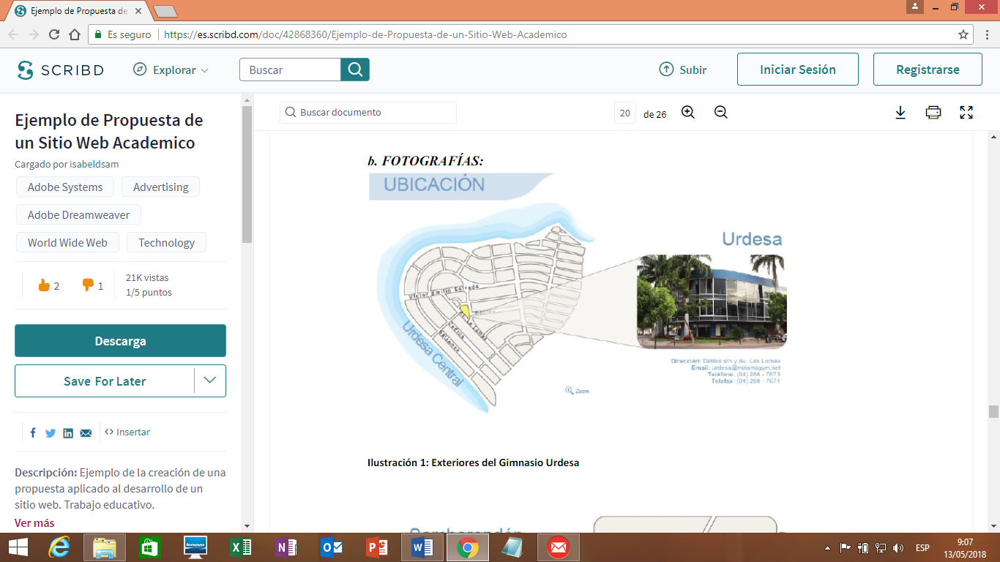 Ejemplo de Propuesta de
Es seguro
https://es.scribd.com/doc/42868360/Ejemplo-de-Propuesta-de-un-Sitio-Web-Academico
SCRIBD
Explorar
Buscar
Subir
Iniciar Sesión
Registrarse
Ejemplo de Propuesta de
un Sitio Web Academico
Cargado por isabeldsam
Adobe Systems
Advertising
Adobe Dreamweaver
World Wide Web
Technology
2
1
21K vistas
1/5 puntos
Descarga
Save For Later
Insertar
Descripción: Ejemplo de la creación de una
propuesta aplicado al desarrollo de un
sitio web. Trabajo educativo.
Ver más
Buscar documento
20
de 26
b. FOTOGRAFÍAS:
UBICACIÓN
Urdesa
Victor Emilio Estrada
Lomas
Urdesa Central
Dirección: Dátiles s/n y Av. Las Lomas
Email: urdesa@miriamsgym.net
Teléfono: (04) 288 - 7675
Telefax: (04) 288 - 7671
Zoom
Ilustración 1: Exteriores del Gimnasio Urdesa
lenovo
ESP
9:07
13/05/2018